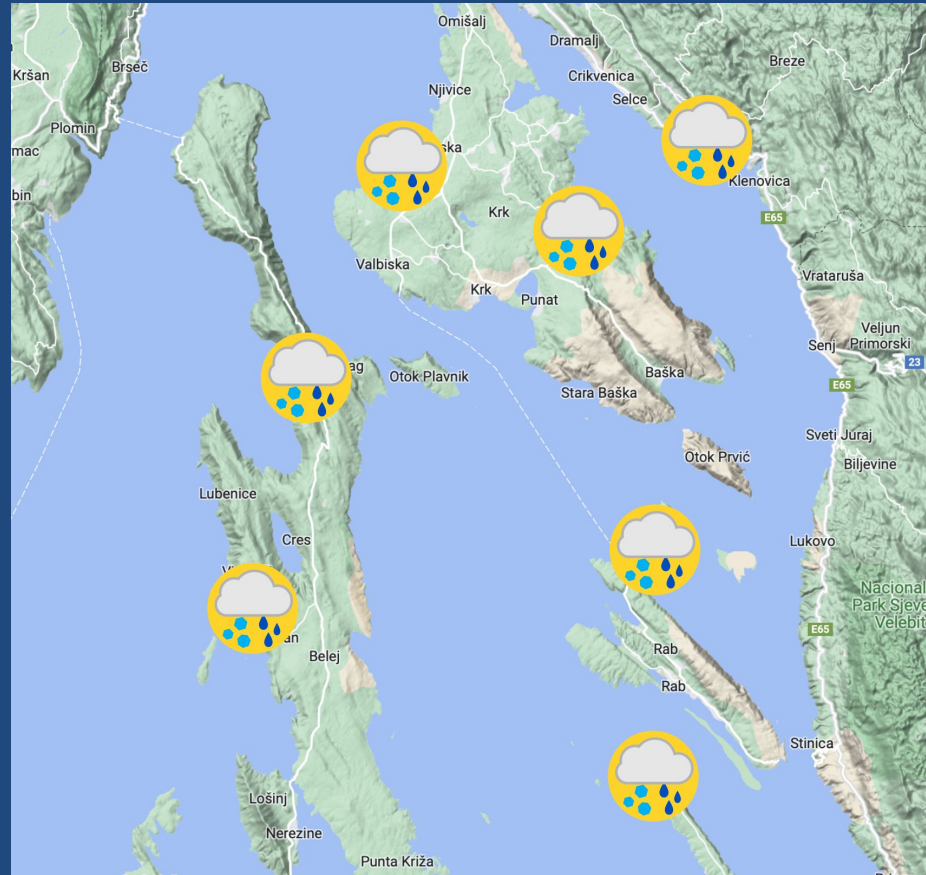 Omišalj
Dramalj
Breze
Brseč
Kršan
Crikvenica
Njivice
Selce
Plomin
Klenovica
Krk
E65
Valbiska
Vrataruša
Krk
Punat
Veljun
Primorski
Senj
23
Otok Plavnik
Baška
E65
Stara Baška
Sveti Juraj
Otok Prvić
Biljevine
Lubenice
Cres
Lukovo
Nacional
Park Sjeve
Velebit
E65
Rab
Belej
Rab
Stinica
Lošinj
Nerezine
Punta Križa